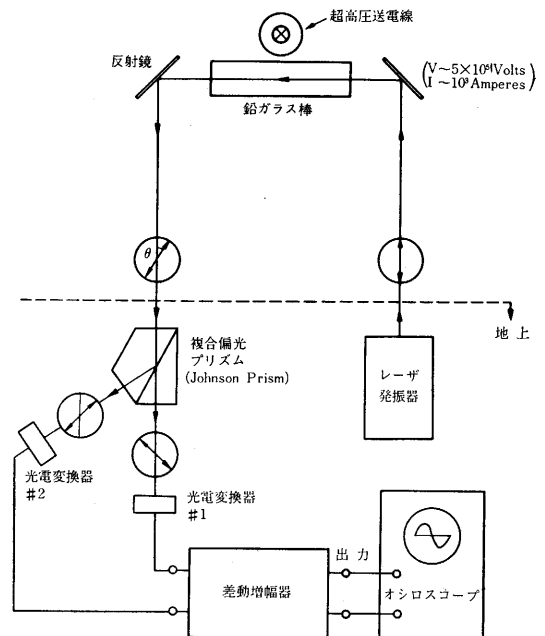 超高圧送電線
反射鏡
(V~5×10⁵Volts)
(I ~10³Amperes)
鉛ガラス棒
θ
地上
複合偏光
プリズム
(Johnson Prism)
レーザ
発振器
光電変換器
#2
光電変換器
#1
出力
差動増幅器
オシロスコープ